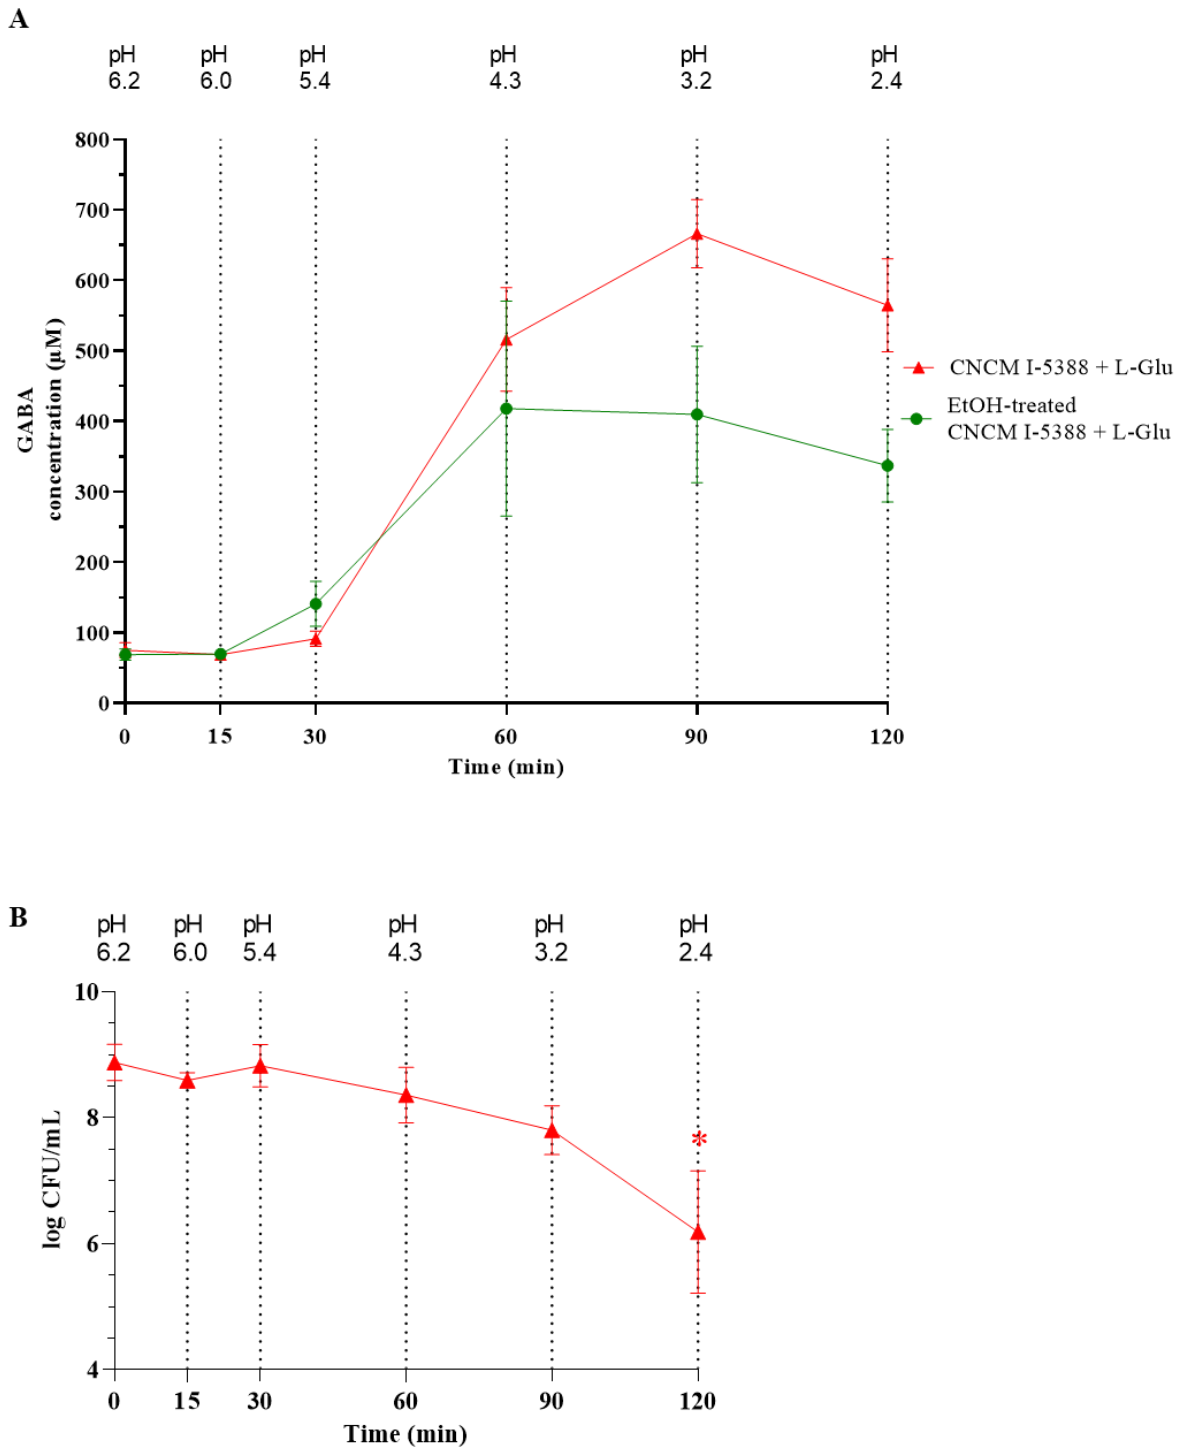 A
pH pH pH pH pH pH
6.2 6.0 5.4 4.3 3.2 2.4
800
700
600
500
400
300
200
100
0
GABA
concentration (µM)
0 15 30 60 90 120
Time (min)
CNCM I-5388 + L-Glu
EtOH-treated
CNCM I-5388 + L-Glu
B
pH pH pH pH pH pH
6.2 6.0 5.4 4.3 3.2 2.4
10
8
6
4
log CFU/mL
*
0 15 30 60 90 120
Time (min)